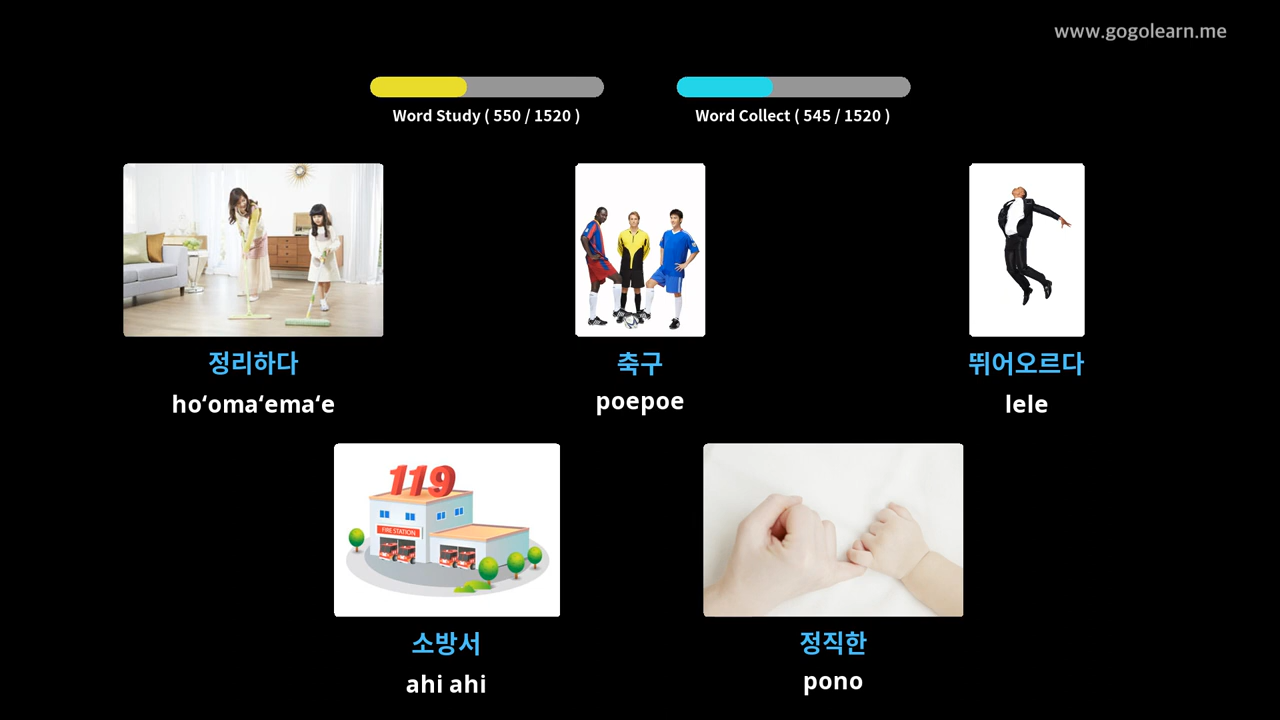 www.gogolearn.me
Word Study ( 550 / 1520 )
Word Collect ( 545 / 1520 )
정리하다
hoʻomaʻemaʻe
축구
poepoe
뛰어오르다
lele
119
FIRE STATION
소방서
ahi ahi
정직한
pono